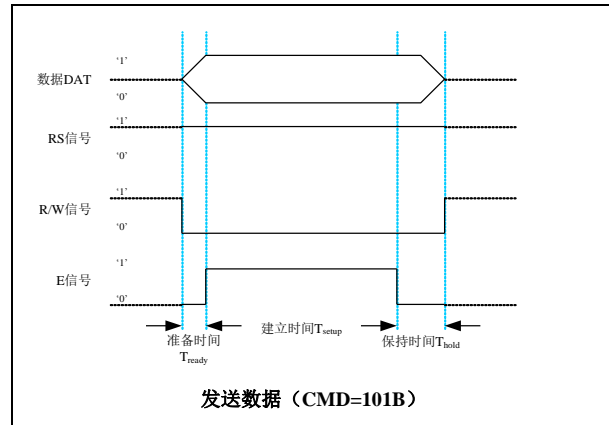 ‘1’
数据DAT
‘0’
‘1’
RS信号
‘0’
‘1’
R/W信号
‘0’
‘1’
E信号
‘0’
准备时间 建立时间Tsetup 保持时间Thold
Tready
发送数据（CMD=101B）